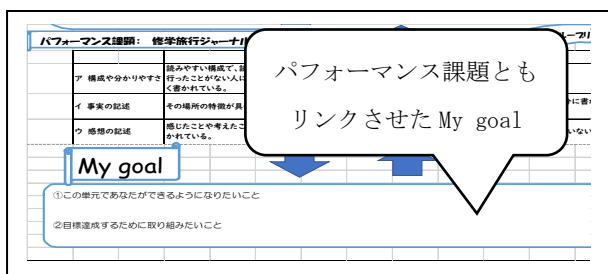 パフォーマンス課題： 修学旅行ジャーナル
ア 構成や分かりやすさ
読みやすい構成で、
行ったことがない人に
く書かれている。
イ 事実の記述
その場所の特徴が具
ウ 感想の記述
感じたことや考えたこ
かれている。
パフォーマンス課題とも
リンクさせた My goal
My goal
①この単元であなたができるようになりたいこと
②目標達成するために取り組みたいこと